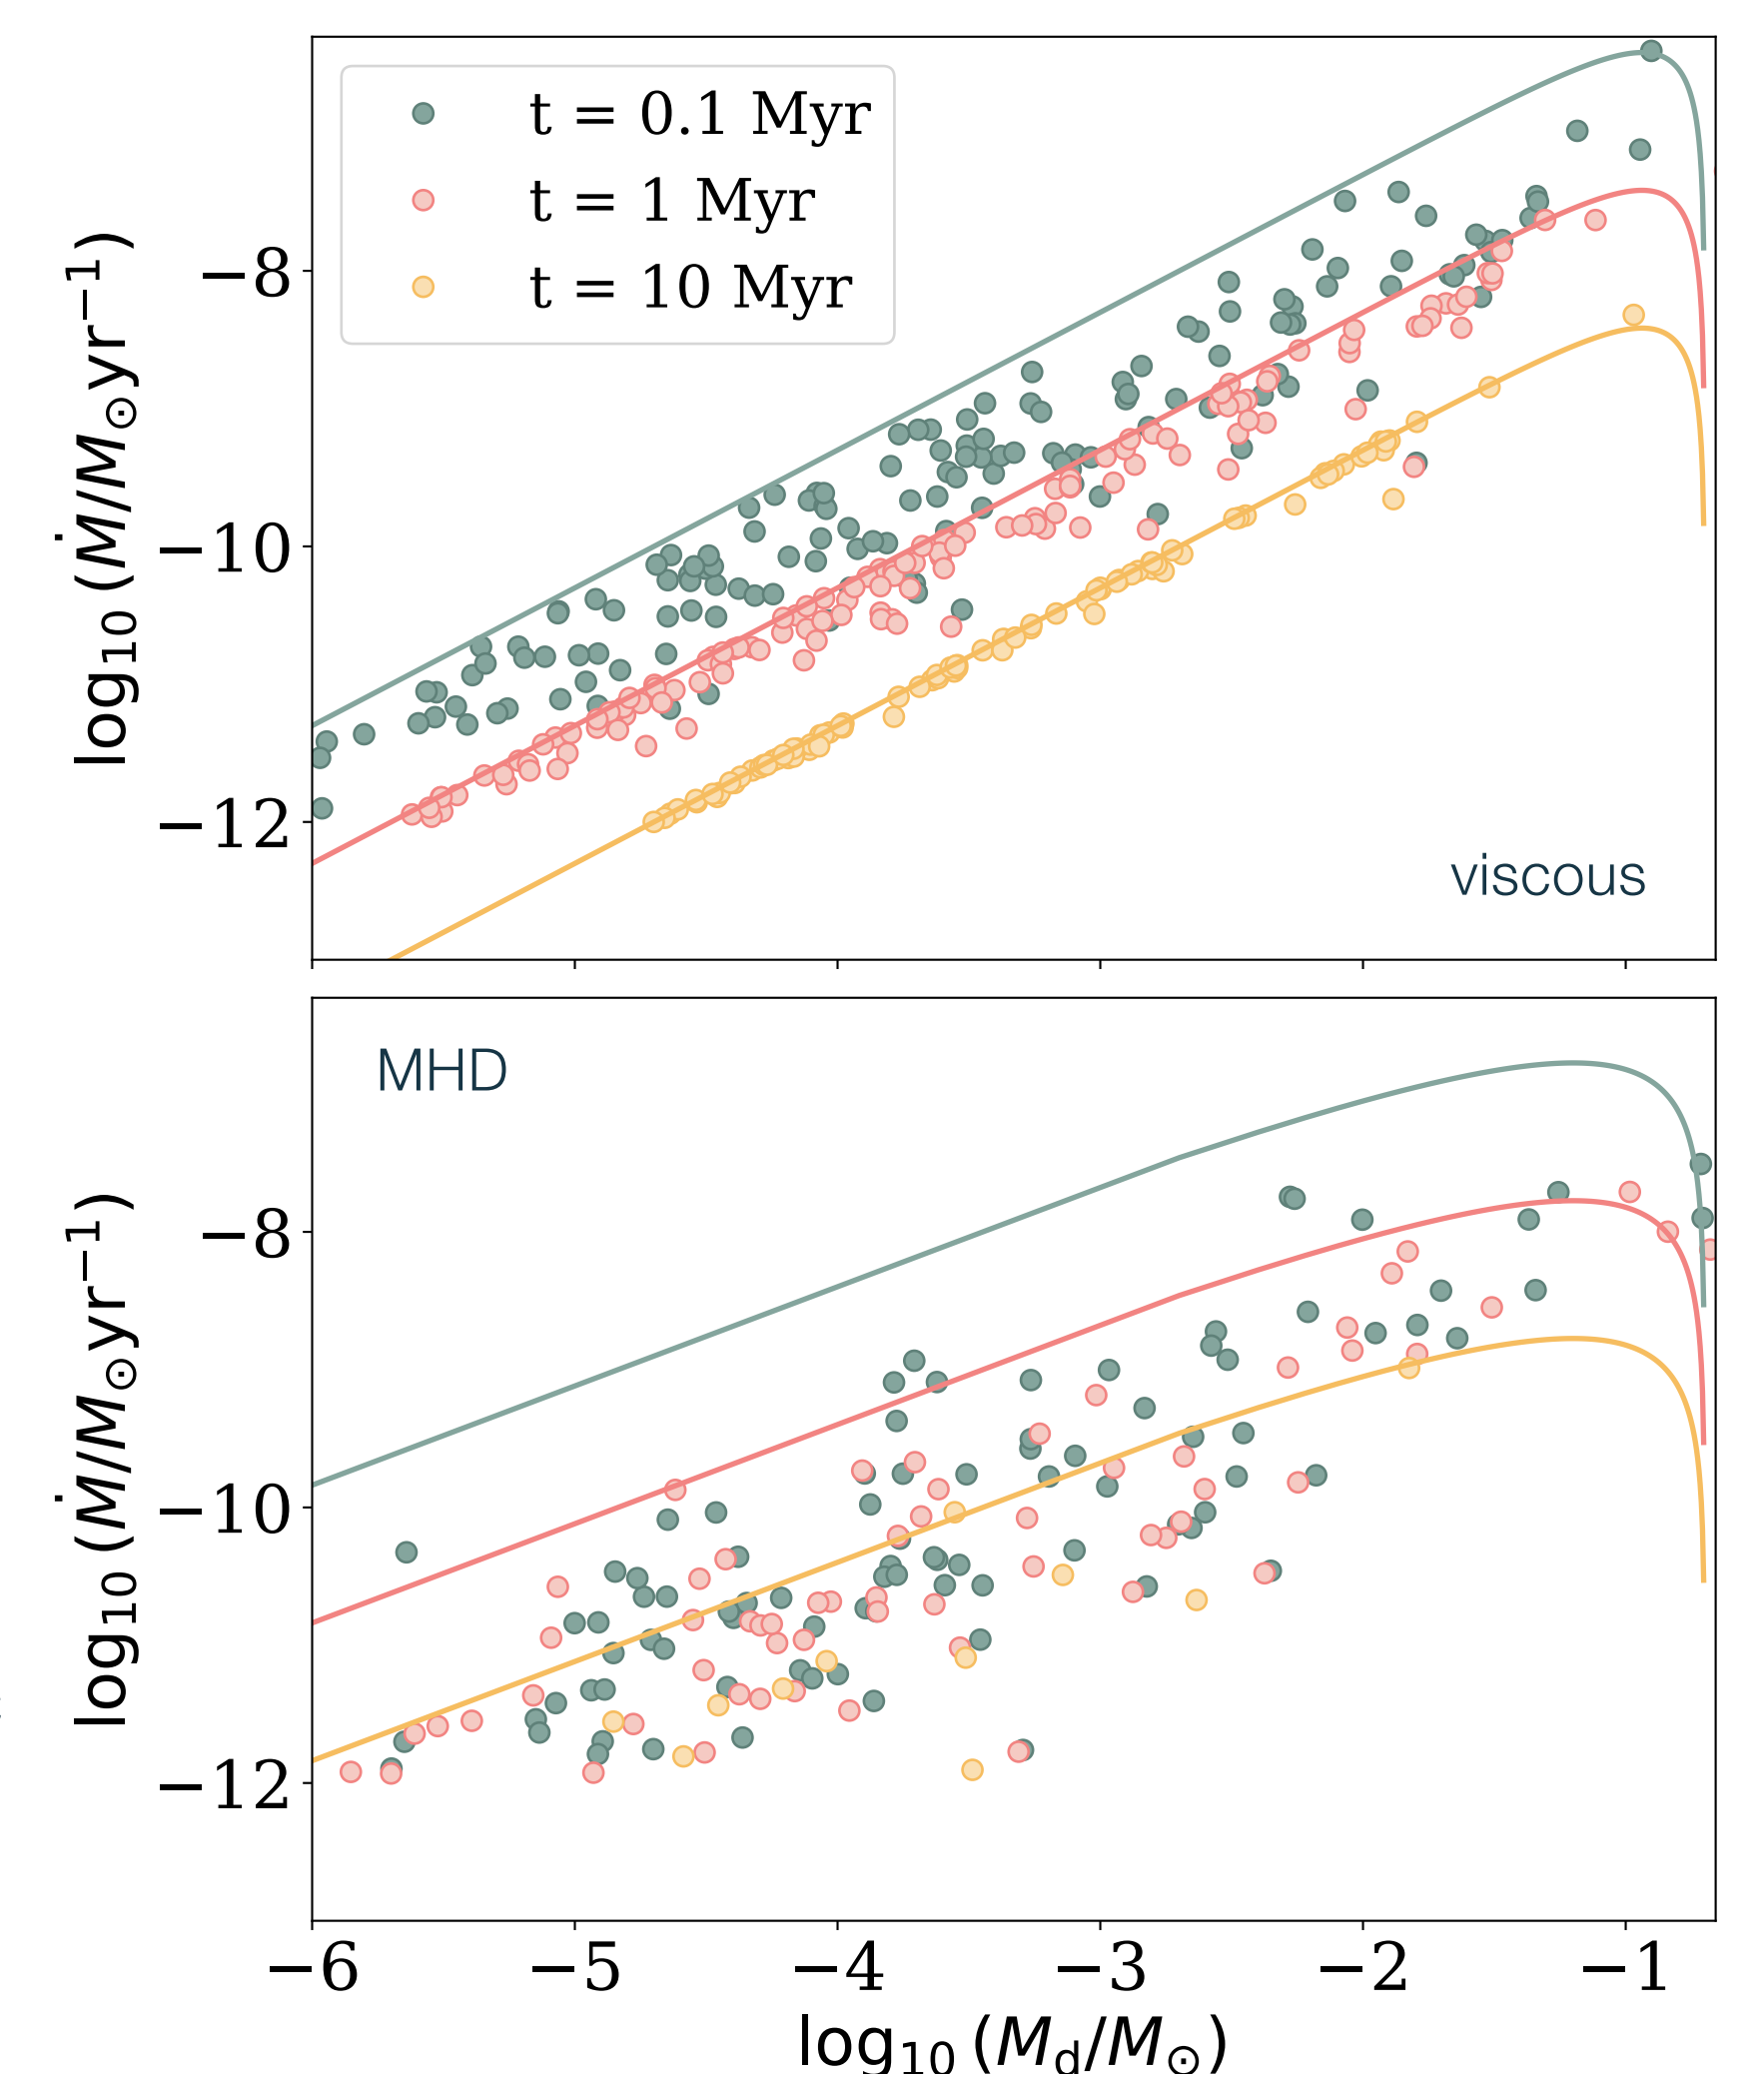 t = 0.1 Myr
t = 1 Myr
t = 10 Myr
−8
−10
−12
log₁₀ (Ṁ/M⊙yr⁻¹)
viscous
MHD
−8
−10
−12
log₁₀ (Ṁ/M⊙yr⁻¹)
−6 −5 −4 −3 −2 −1
log₁₀ (M_d/M⊙)